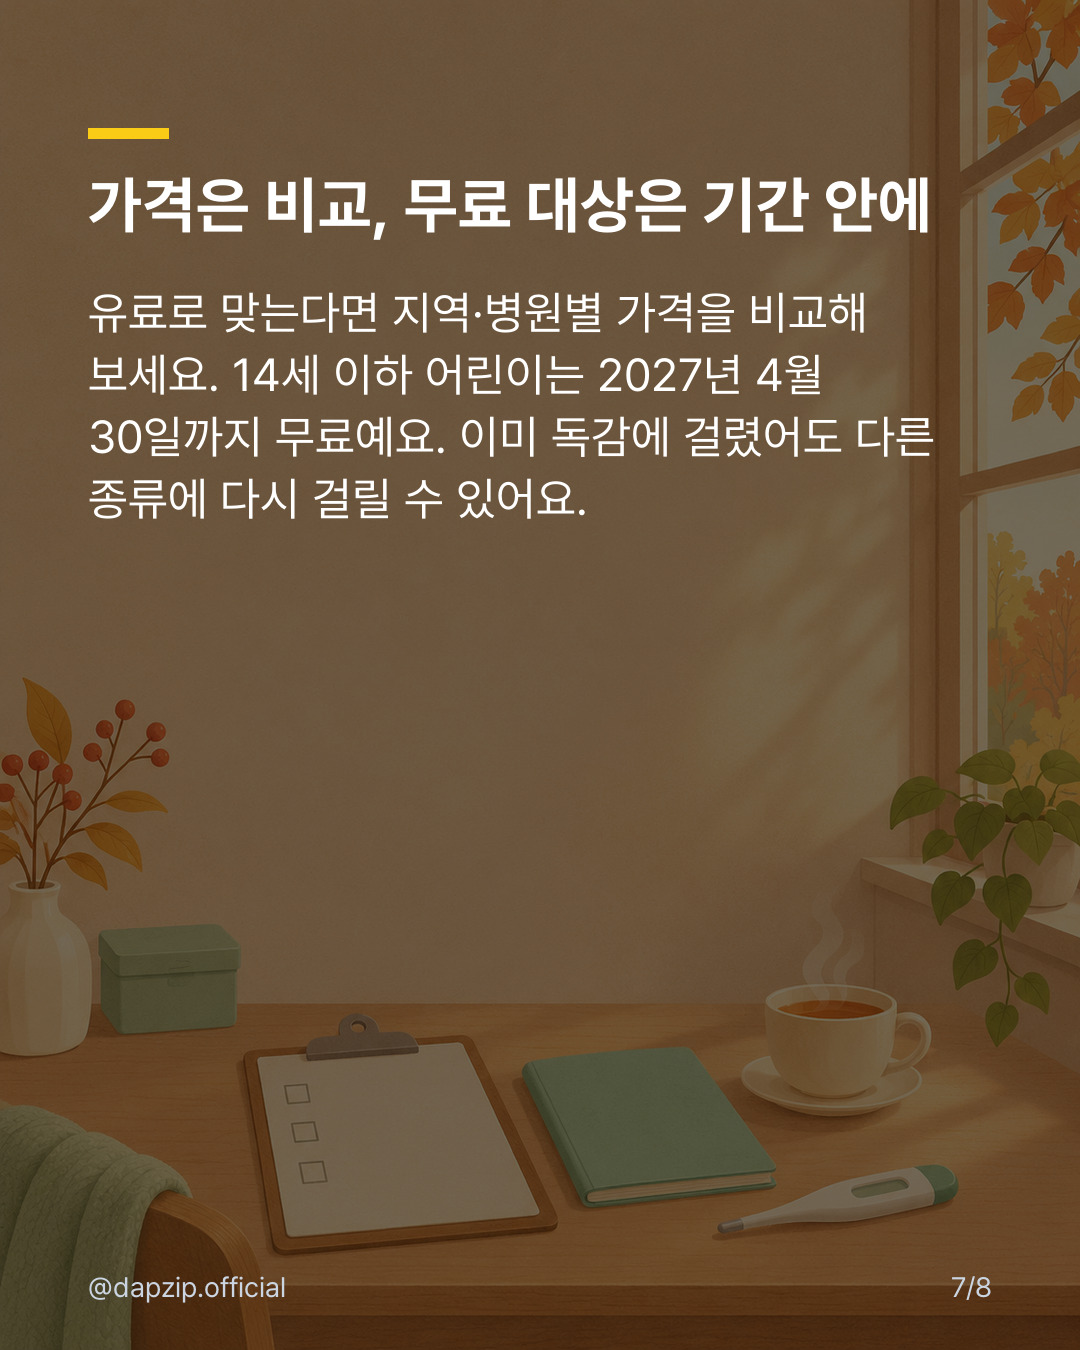 가격은 비교, 무료 대상은 기간 안에
유료로 맞는다면 지역·병원별 가격을 비교해
보세요. 14세 이하 어린이는 2027년 4월
30일까지 무료예요. 이미 독감에 걸렸어도 다른
종류에 다시 걸릴 수 있어요.
@dapzip.official
7/8